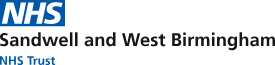 NHS
Sandwell and West Birmingham
NHS Trust